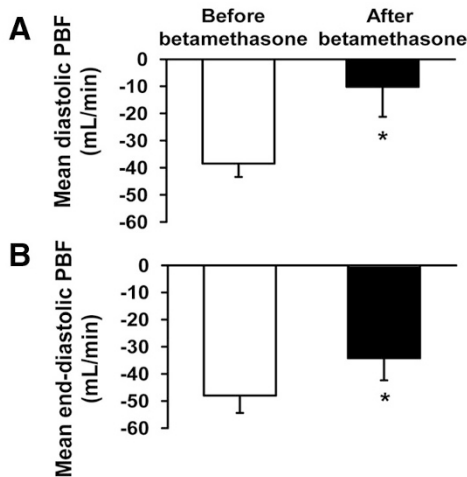 Before After
betamethasone betamethasone
A
Mean diastolic PBF
(mL/min)
0
-10
-20
-30
-40
-50
-60
*
B
Mean end-diastolic PBF
(mL/min)
0
-10
-20
-30
-40
-50
-60
*